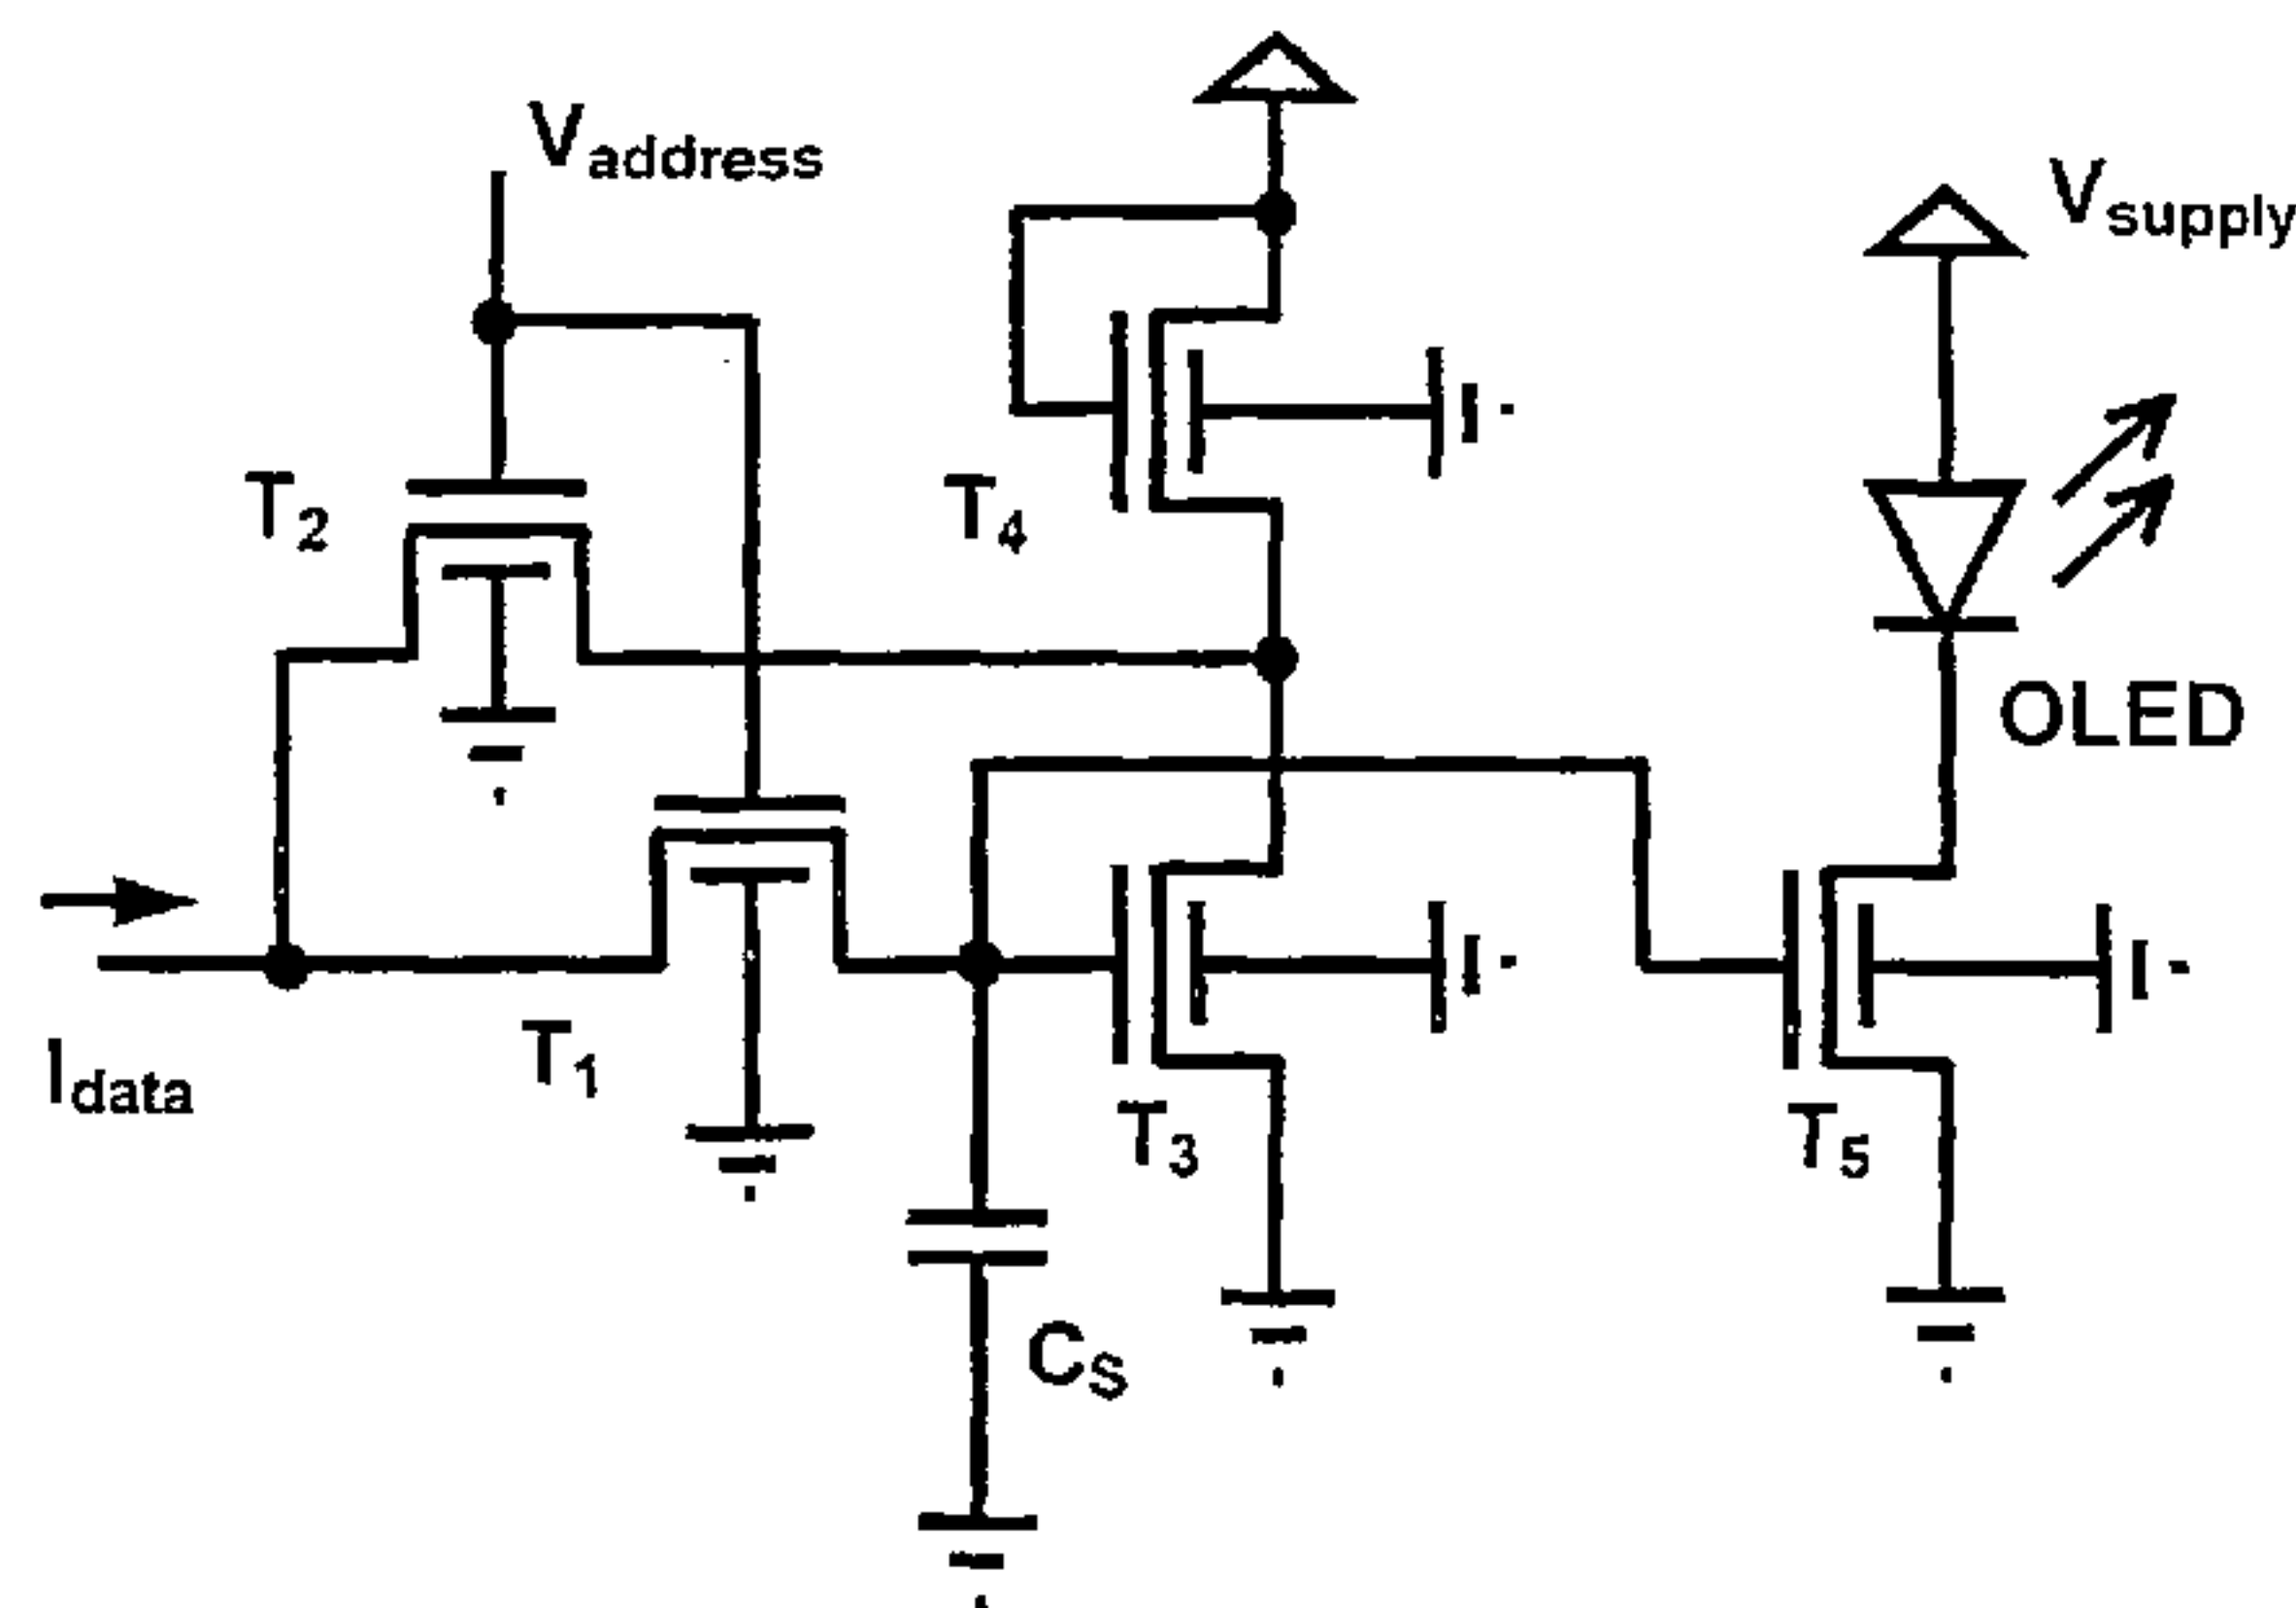 Vaddress
Vsupply
T2
T4
OLED
Idata
T1
T3
T5
CS